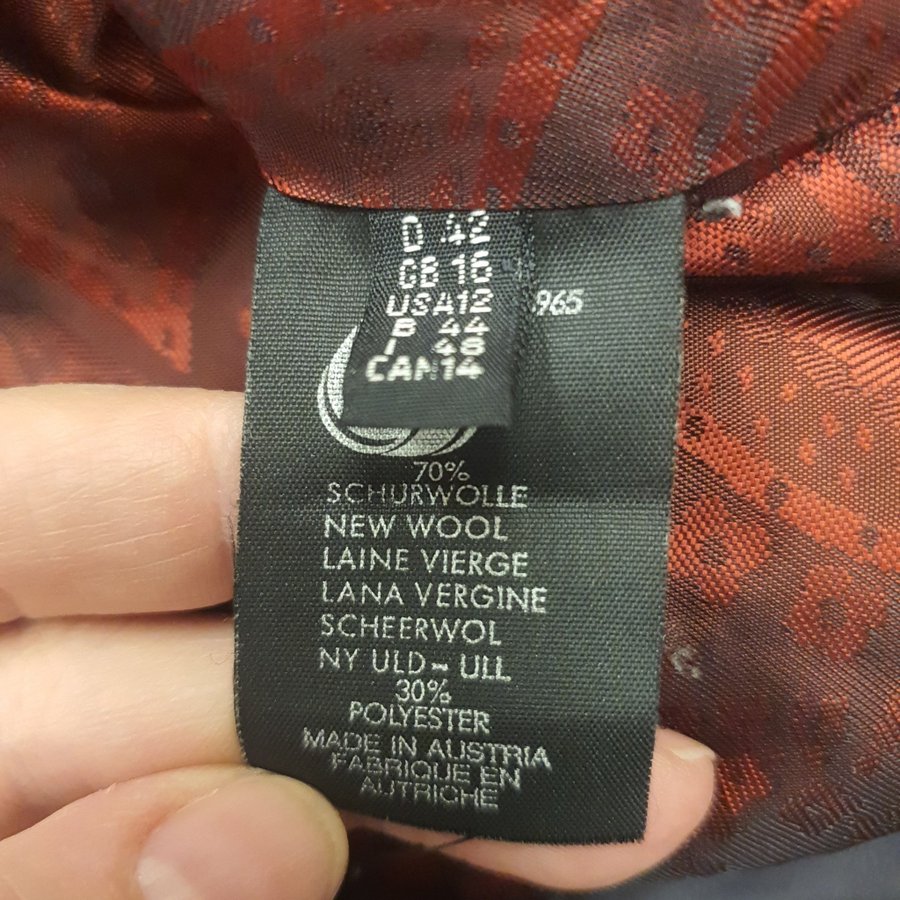 D 42
GB 16
USA12
F 44
I 48
CAN14
965
70%
SCHURWOLLE
NEW WOOL
LAINE VIERGE
LANA VERGINE
SCHEERWOL
NY ULD - ULL
30%
POLYESTER
MADE IN AUSTRIA
FABRIQUE EN
AUTRICHE